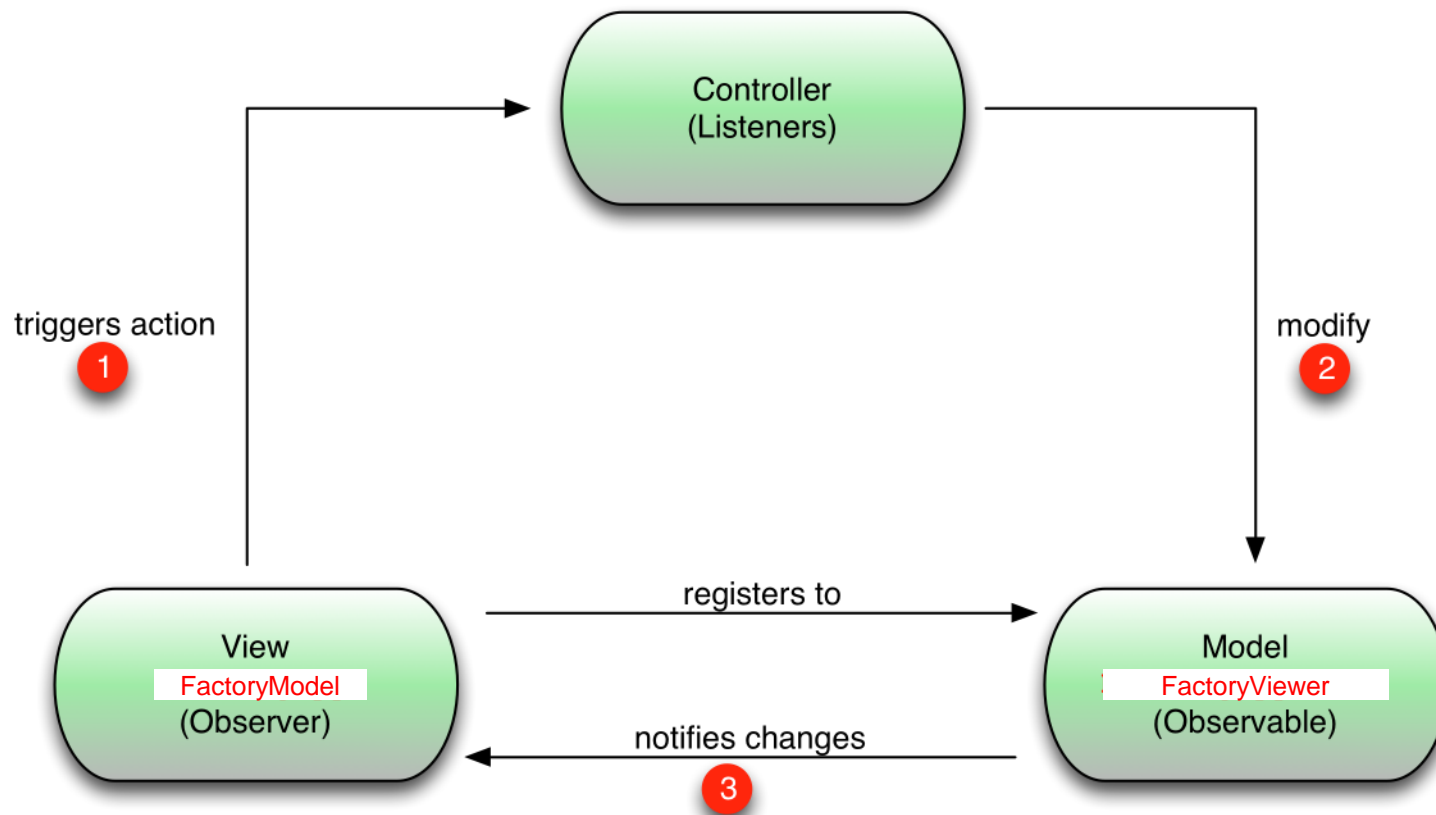 Controller
(Listeners)
triggers action
1
modify
2
registers to
View
FactoryModel
(Observer)
Model
FactoryViewer
(Observable)
notifies changes
3